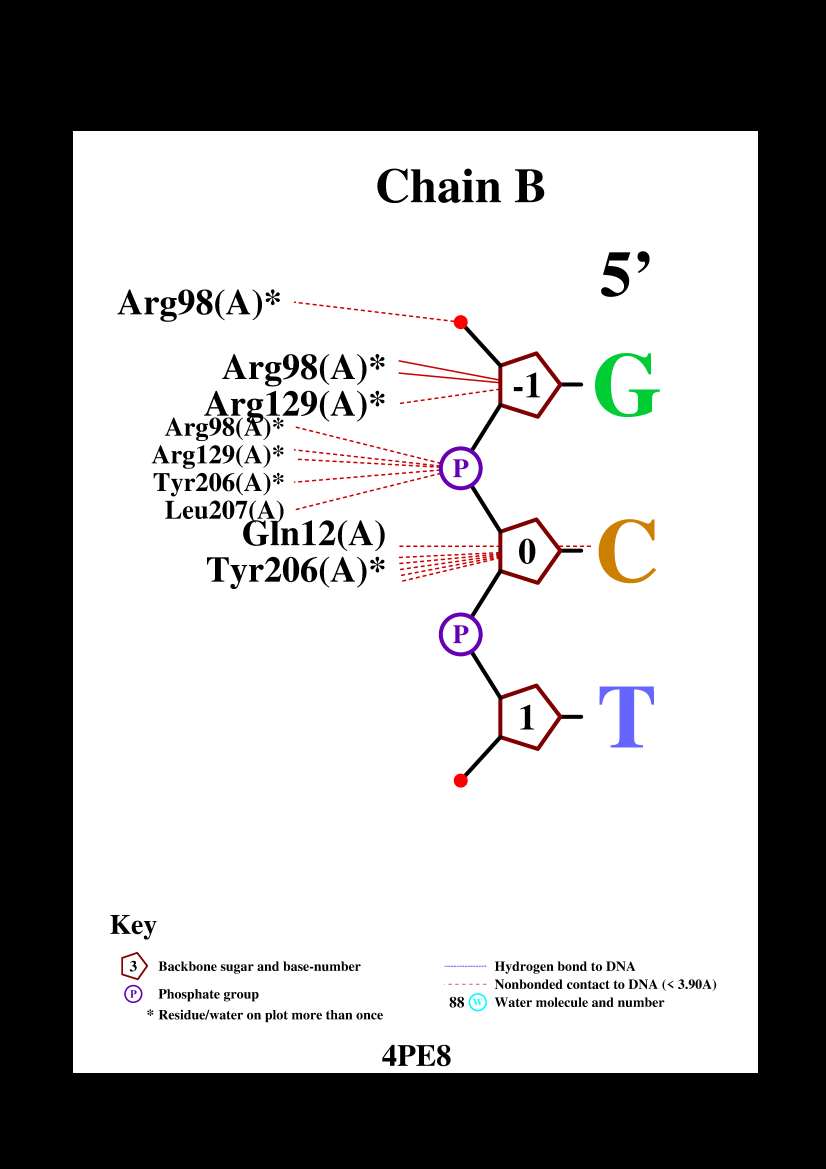 Chain B
5’
Arg98(A)*
Arg98(A)*
-1
G
Arg129(A)*
Arg98(A)*
Arg129(A)*
P
Tyr206(A)*
Leu207(A)
Gln12(A)
0
C
Tyr206(A)*
P
1
T
Key
3 Backbone sugar and base-number
P Phosphate group
* Residue/water on plot more than once
Hydrogen bond to DNA
Nonbonded contact to DNA (< 3.90A)
88 W Water molecule and number
4PE8